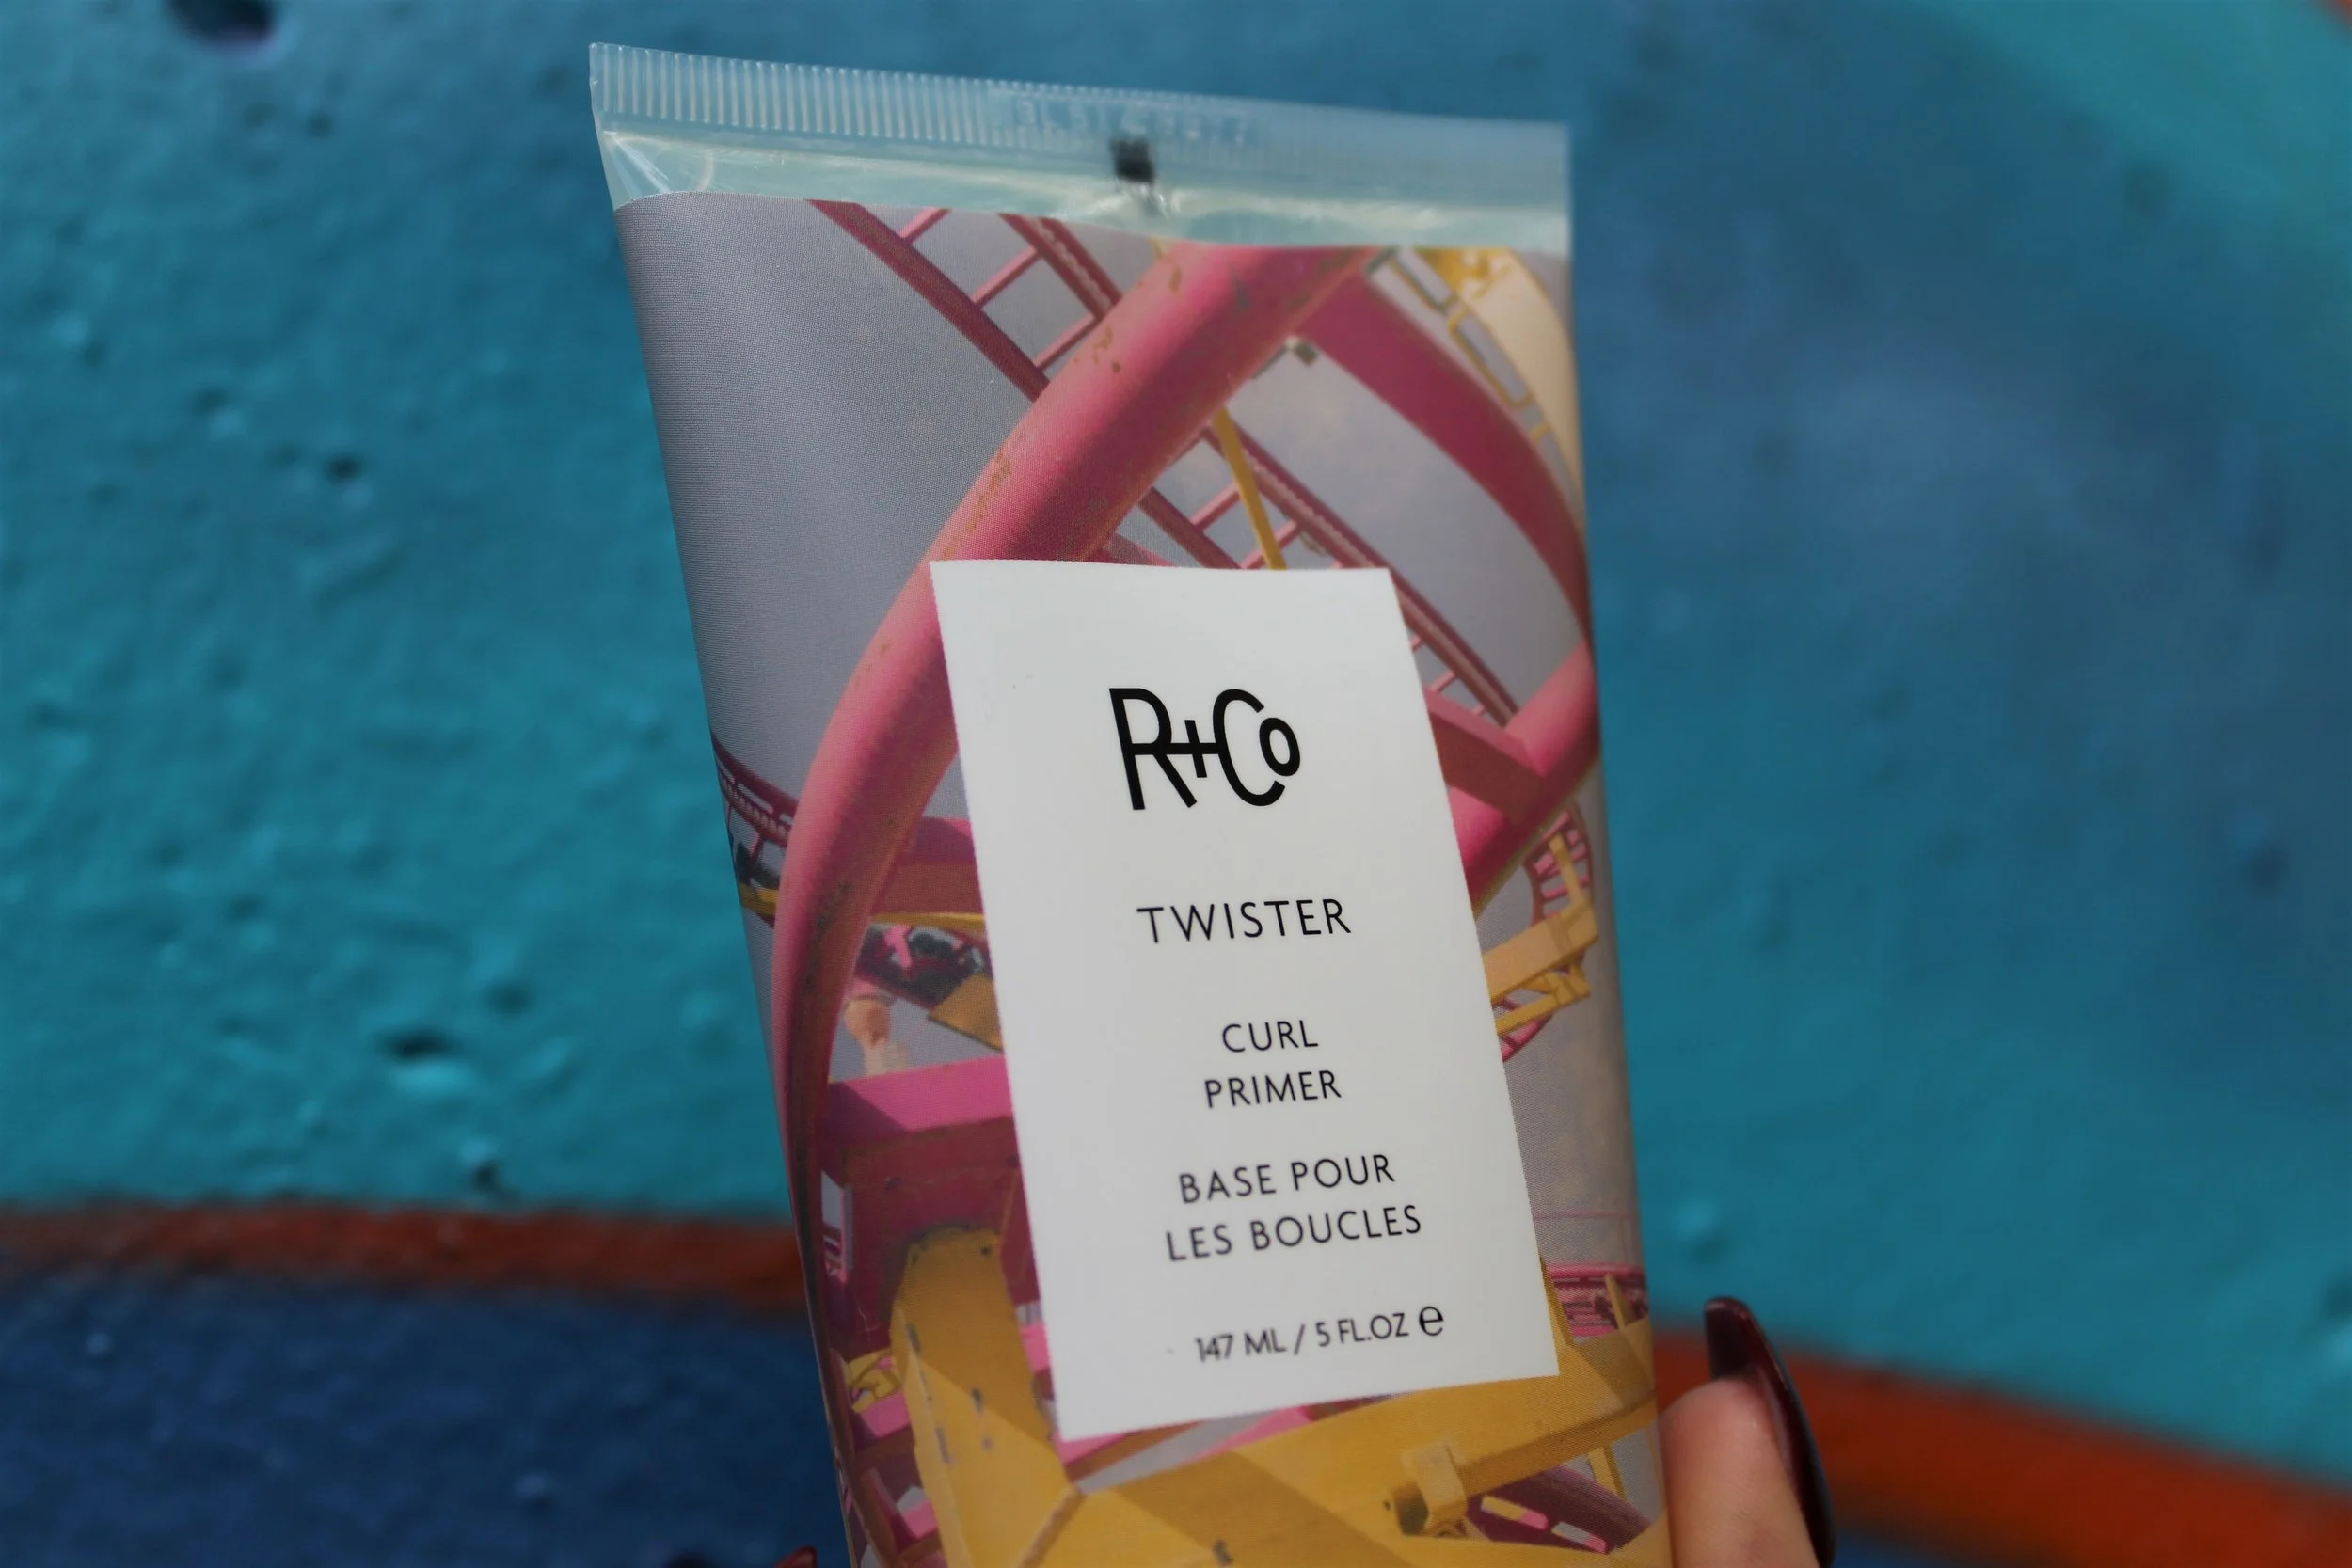 R+Co
TWISTER
CURL
PRIMER
BASE POUR
LES BOUCLES
147 ML / 5 FL.OZ ℮